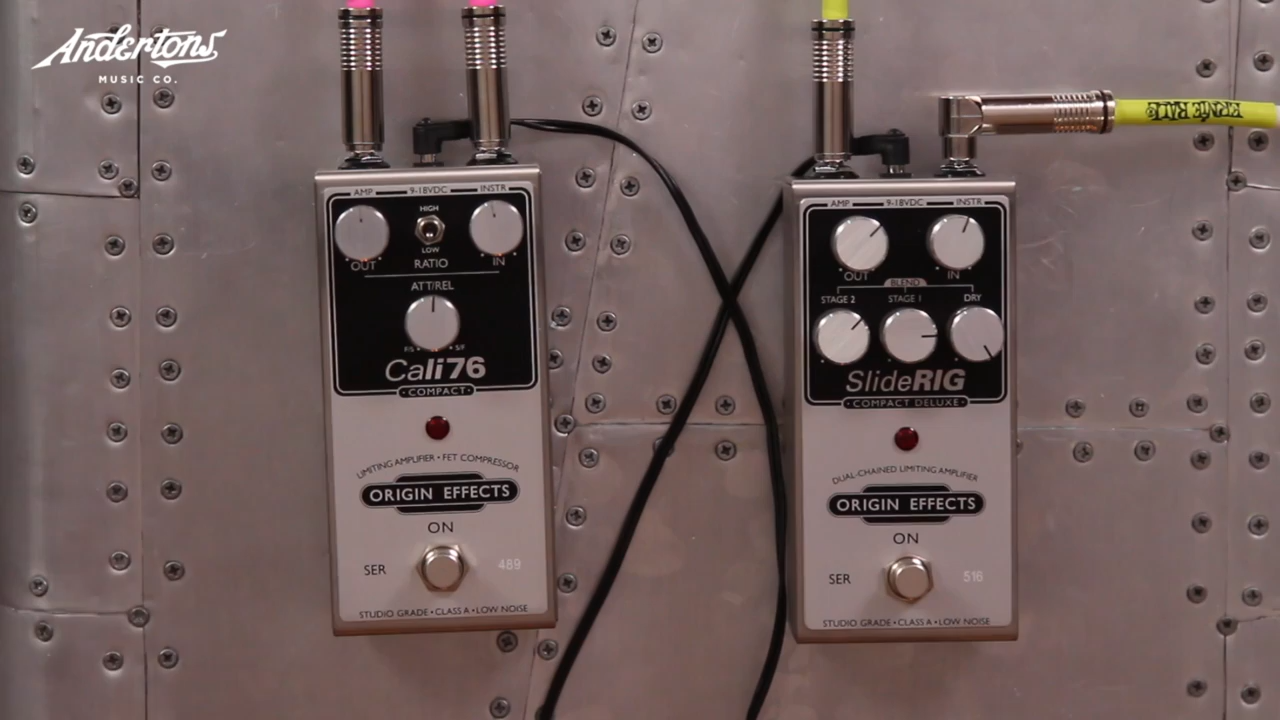 Andertons
MUSIC CO.
ERNIE BALL
AMP 9-18VDC INSTR
HIGH
LOW
OUT RATIO IN
ATT/REL
F/S S/F
Cali76
•COMPACT•
LIMITING AMPLIFIER • FET COMPRESSOR
ORIGIN EFFECTS
ON
SER 489
STUDIO GRADE • CLASS A • LOW NOISE
AMP 9-18VDC INSTR
OUT IN
BLEND
STAGE 2 STAGE 1 DRY
SlideRIG
•COMPACT DELUXE•
DUAL-CHAINED LIMITING AMPLIFIER
ORIGIN EFFECTS
ON
SER 516
STUDIO GRADE • CLASS A • LOW NOISE